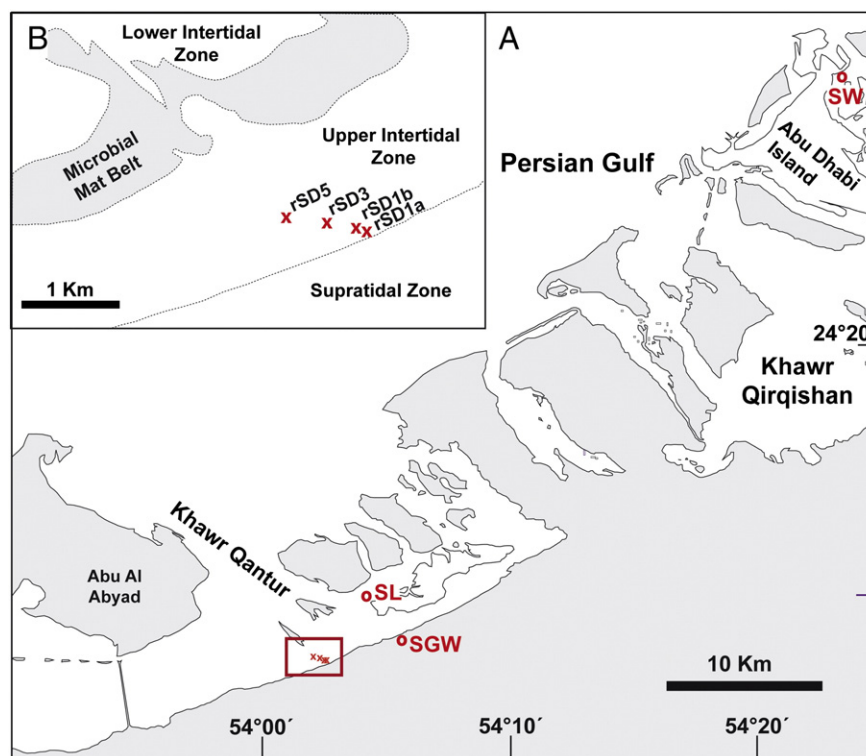 B
Lower Intertidal
Zone
Upper Intertidal
Zone
Microbial
Mat Belt
rSD5
rSD3
rSD1b
rSD1a
1 Km
Supratidal Zone
A
SW
Abu Dhabi
Island
Persian Gulf
24°20
Khawr
Qirqishan
Khawr Qantur
Abu Al
Abyad
SL
SGW
10 Km
54°00´
54°10´
54°20´